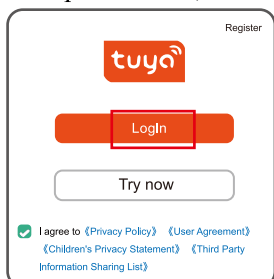 Register
tuya
LogIn
Try now
I agree to《Privacy Policy》 《User Agreement》
《Children's Privacy Statement》 《Third Party
Information Sharing List》